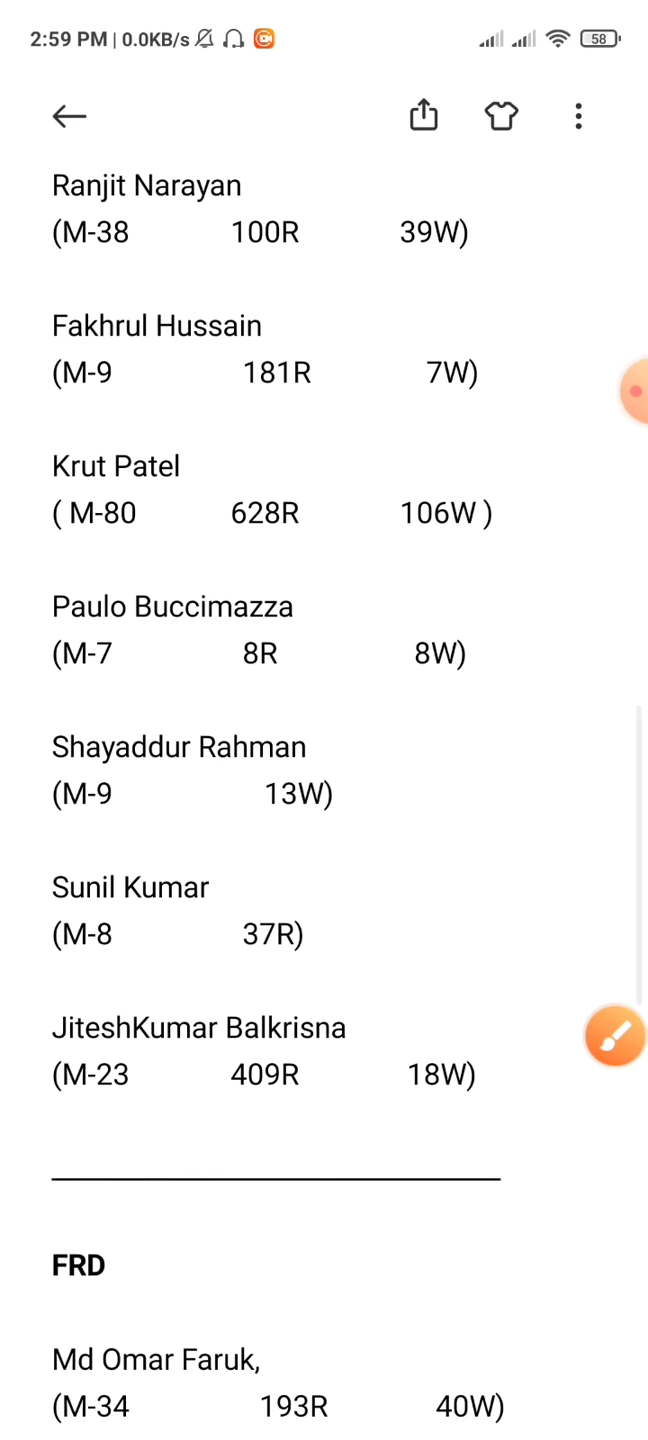 2:59 PM | 0.0KB/s 58
Ranjit Narayan
(M-38 100R 39W)
Fakhrul Hussain
(M-9 181R 7W)
Krut Patel
( M-80 628R 106W )
Paulo Buccimazza
(M-7 8R 8W)
Shayaddur Rahman
(M-9 13W)
Sunil Kumar
(M-8 37R)
JiteshKumar Balkrisna
(M-23 409R 18W)
FRD
Md Omar Faruk,
(M-34 193R 40W)